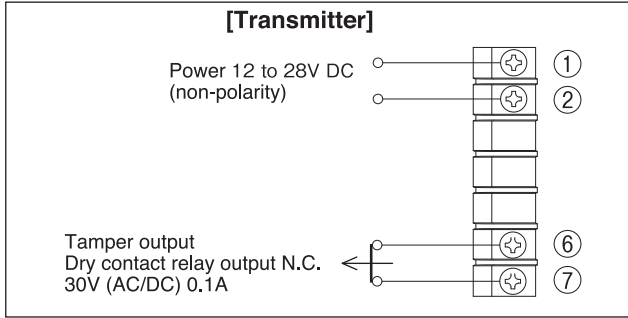 [Transmitter]
Power 12 to 28V DC
(non-polarity)
①
②
Tamper output
Dry contact relay output N.C.
30V (AC/DC) 0.1A
⑥
⑦